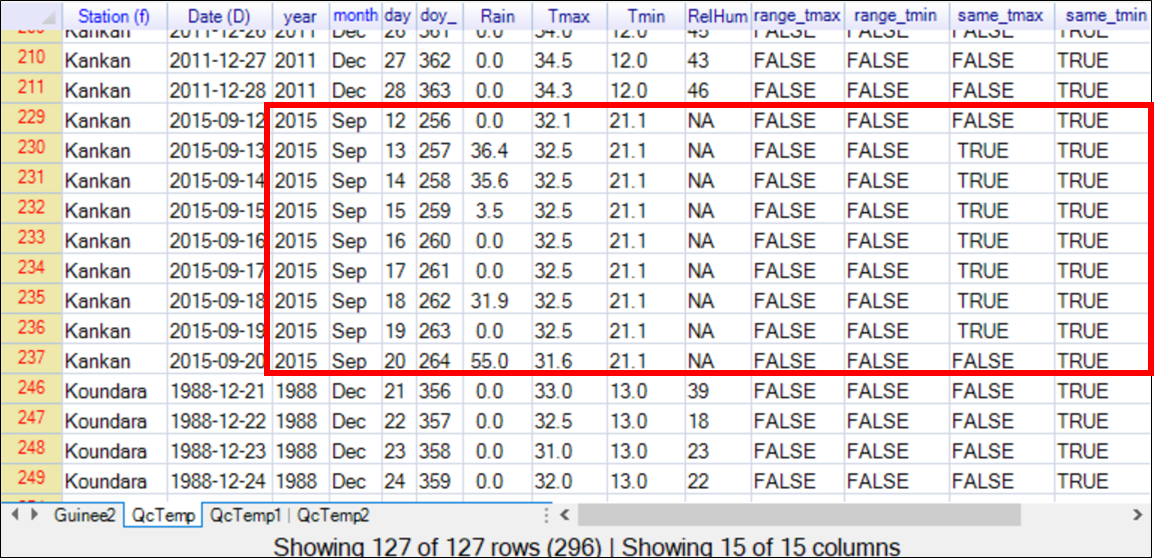 Station (f) Date (D) year month day doy_ Rain Tmax Tmin RelHum range_tmax range_tmin same_tmax same_tmin
Kankan 2011-12-26 2011 Dec 26 361 0.0 34.0 12.0 45 FALSE FALSE FALSE TRUE
210 Kankan 2011-12-27 2011 Dec 27 362 0.0 34.5 12.0 43 FALSE FALSE FALSE TRUE
211 Kankan 2011-12-28 2011 Dec 28 363 0.0 34.3 12.0 46 FALSE FALSE FALSE TRUE
229 Kankan 2015-09-12 2015 Sep 12 256 0.0 32.1 21.1 NA FALSE FALSE FALSE TRUE
230 Kankan 2015-09-13 2015 Sep 13 257 36.4 32.5 21.1 NA FALSE FALSE TRUE TRUE
231 Kankan 2015-09-14 2015 Sep 14 258 35.6 32.5 21.1 NA FALSE FALSE TRUE TRUE
232 Kankan 2015-09-15 2015 Sep 15 259 3.5 32.5 21.1 NA FALSE FALSE TRUE TRUE
233 Kankan 2015-09-16 2015 Sep 16 260 0.0 32.5 21.1 NA FALSE FALSE TRUE TRUE
234 Kankan 2015-09-17 2015 Sep 17 261 0.0 32.5 21.1 NA FALSE FALSE TRUE TRUE
235 Kankan 2015-09-18 2015 Sep 18 262 31.9 32.5 21.1 NA FALSE FALSE TRUE TRUE
236 Kankan 2015-09-19 2015 Sep 19 263 0.0 32.5 21.1 NA FALSE FALSE TRUE TRUE
237 Kankan 2015-09-20 2015 Sep 20 264 55.0 31.6 21.1 NA FALSE FALSE FALSE TRUE
246 Koundara 1988-12-21 1988 Dec 21 356 0.0 33.0 13.0 39 FALSE FALSE FALSE TRUE
247 Koundara 1988-12-22 1988 Dec 22 357 0.0 32.5 13.0 18 FALSE FALSE FALSE TRUE
248 Koundara 1988-12-23 1988 Dec 23 358 0.0 31.0 13.0 23 FALSE FALSE FALSE TRUE
249 Koundara 1988-12-24 1988 Dec 24 359 0.0 32.0 13.0 22 FALSE FALSE FALSE TRUE
Guinee2 QcTemp QcTemp1 QcTemp2
Showing 127 of 127 rows (296) | Showing 15 of 15 columns